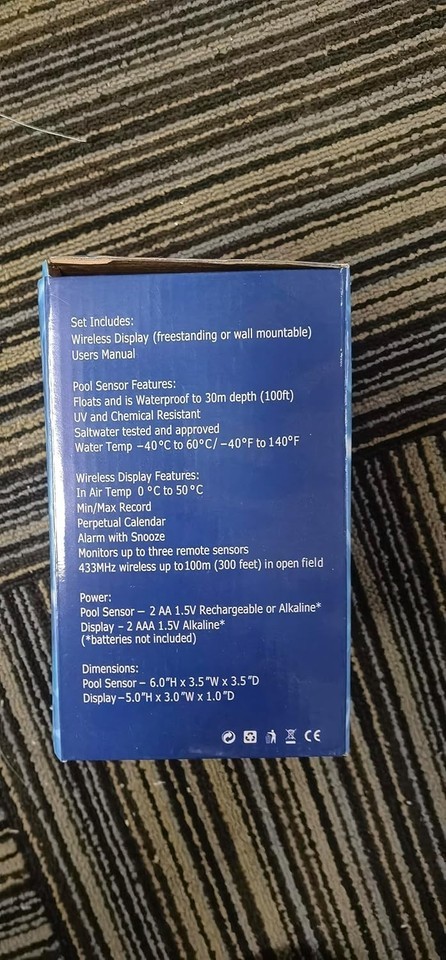 Set Includes:
Wireless Display (freestanding or wall mountable)
Users Manual
Pool Sensor Features:
Floats and is Waterproof to 30m depth (100ft)
UV and Chemical Resistant
Saltwater tested and approved
Water Temp −40°C to 60°C/ −40°F to 140°F
Wireless Display Features:
In Air Temp 0 °C to 50°C
Min/Max Record
Perpetual Calendar
Alarm with Snooze
Monitors up to three remote sensors
433MHz wireless up to100m (300 feet) in open field
Power:
Pool Sensor – 2 AA 1.5V Rechargeable or Alkaline*
Display – 2 AAA 1.5V Alkaline*
(*batteries not included)
Dimensions:
Pool Sensor – 6.0"H x 3.5"W x 3.5"D
Display–5.0"H x 3.0"W x 1.0"D
CE